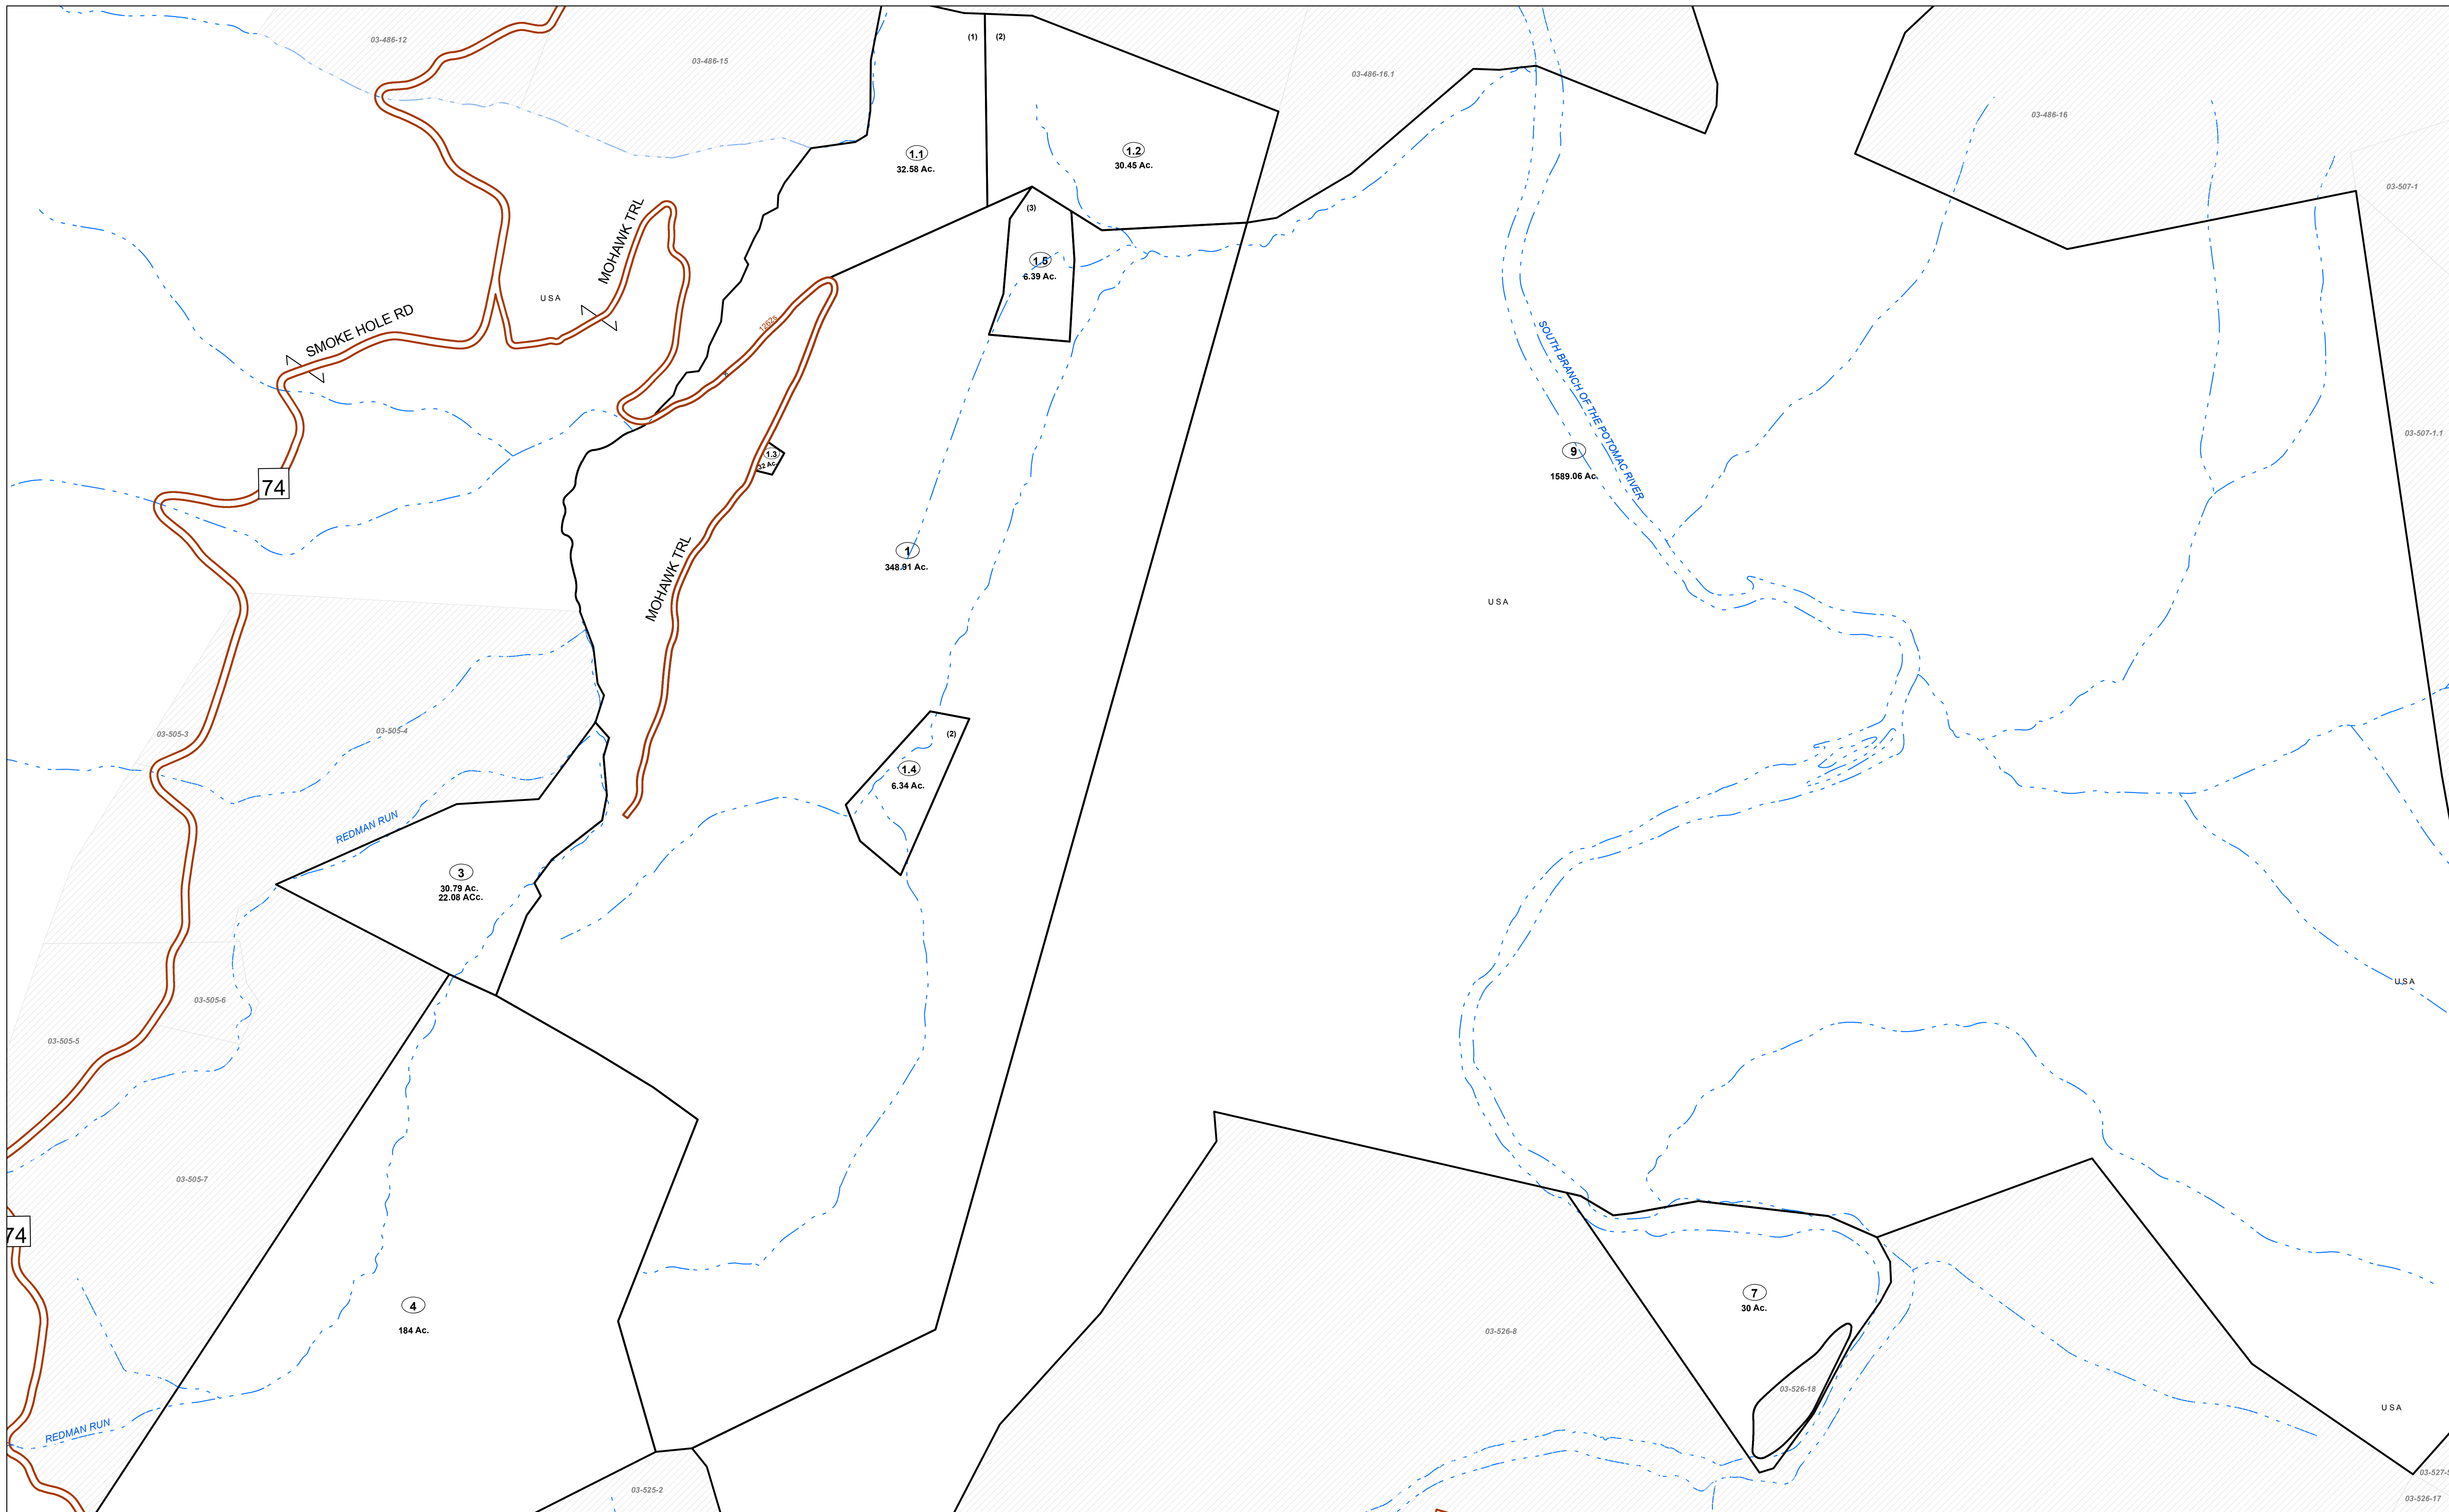 03-486-12
03-486-15
(1)
(2)
03-486-16.1
03-486-16
1.1
32.58 Ac.
1.2
30.45 Ac.
03-507-1
MOHAWK TRL
(3)
1.5
6.39 Ac.
U S A
SMOKE HOLE RD
1262s
SOUTH BRANCH OF THE POTOMAC RIVER
03-507-1.1
1.3
32 Ac.
9
1589.06 Ac.
74
MOHAWK TRL
1
348.91 Ac.
U S A
03-505-3
03-505-4
(2)
1.4
6.34 Ac.
REDMAN RUN
3
30.79 Ac.
22.08 ACc.
U S A
03-505-6
03-505-5
03-505-7
74
4
184 Ac.
7
30 Ac.
03-526-8
03-526-18
U S A
REDMAN RUN
03-525-2
03-526-17